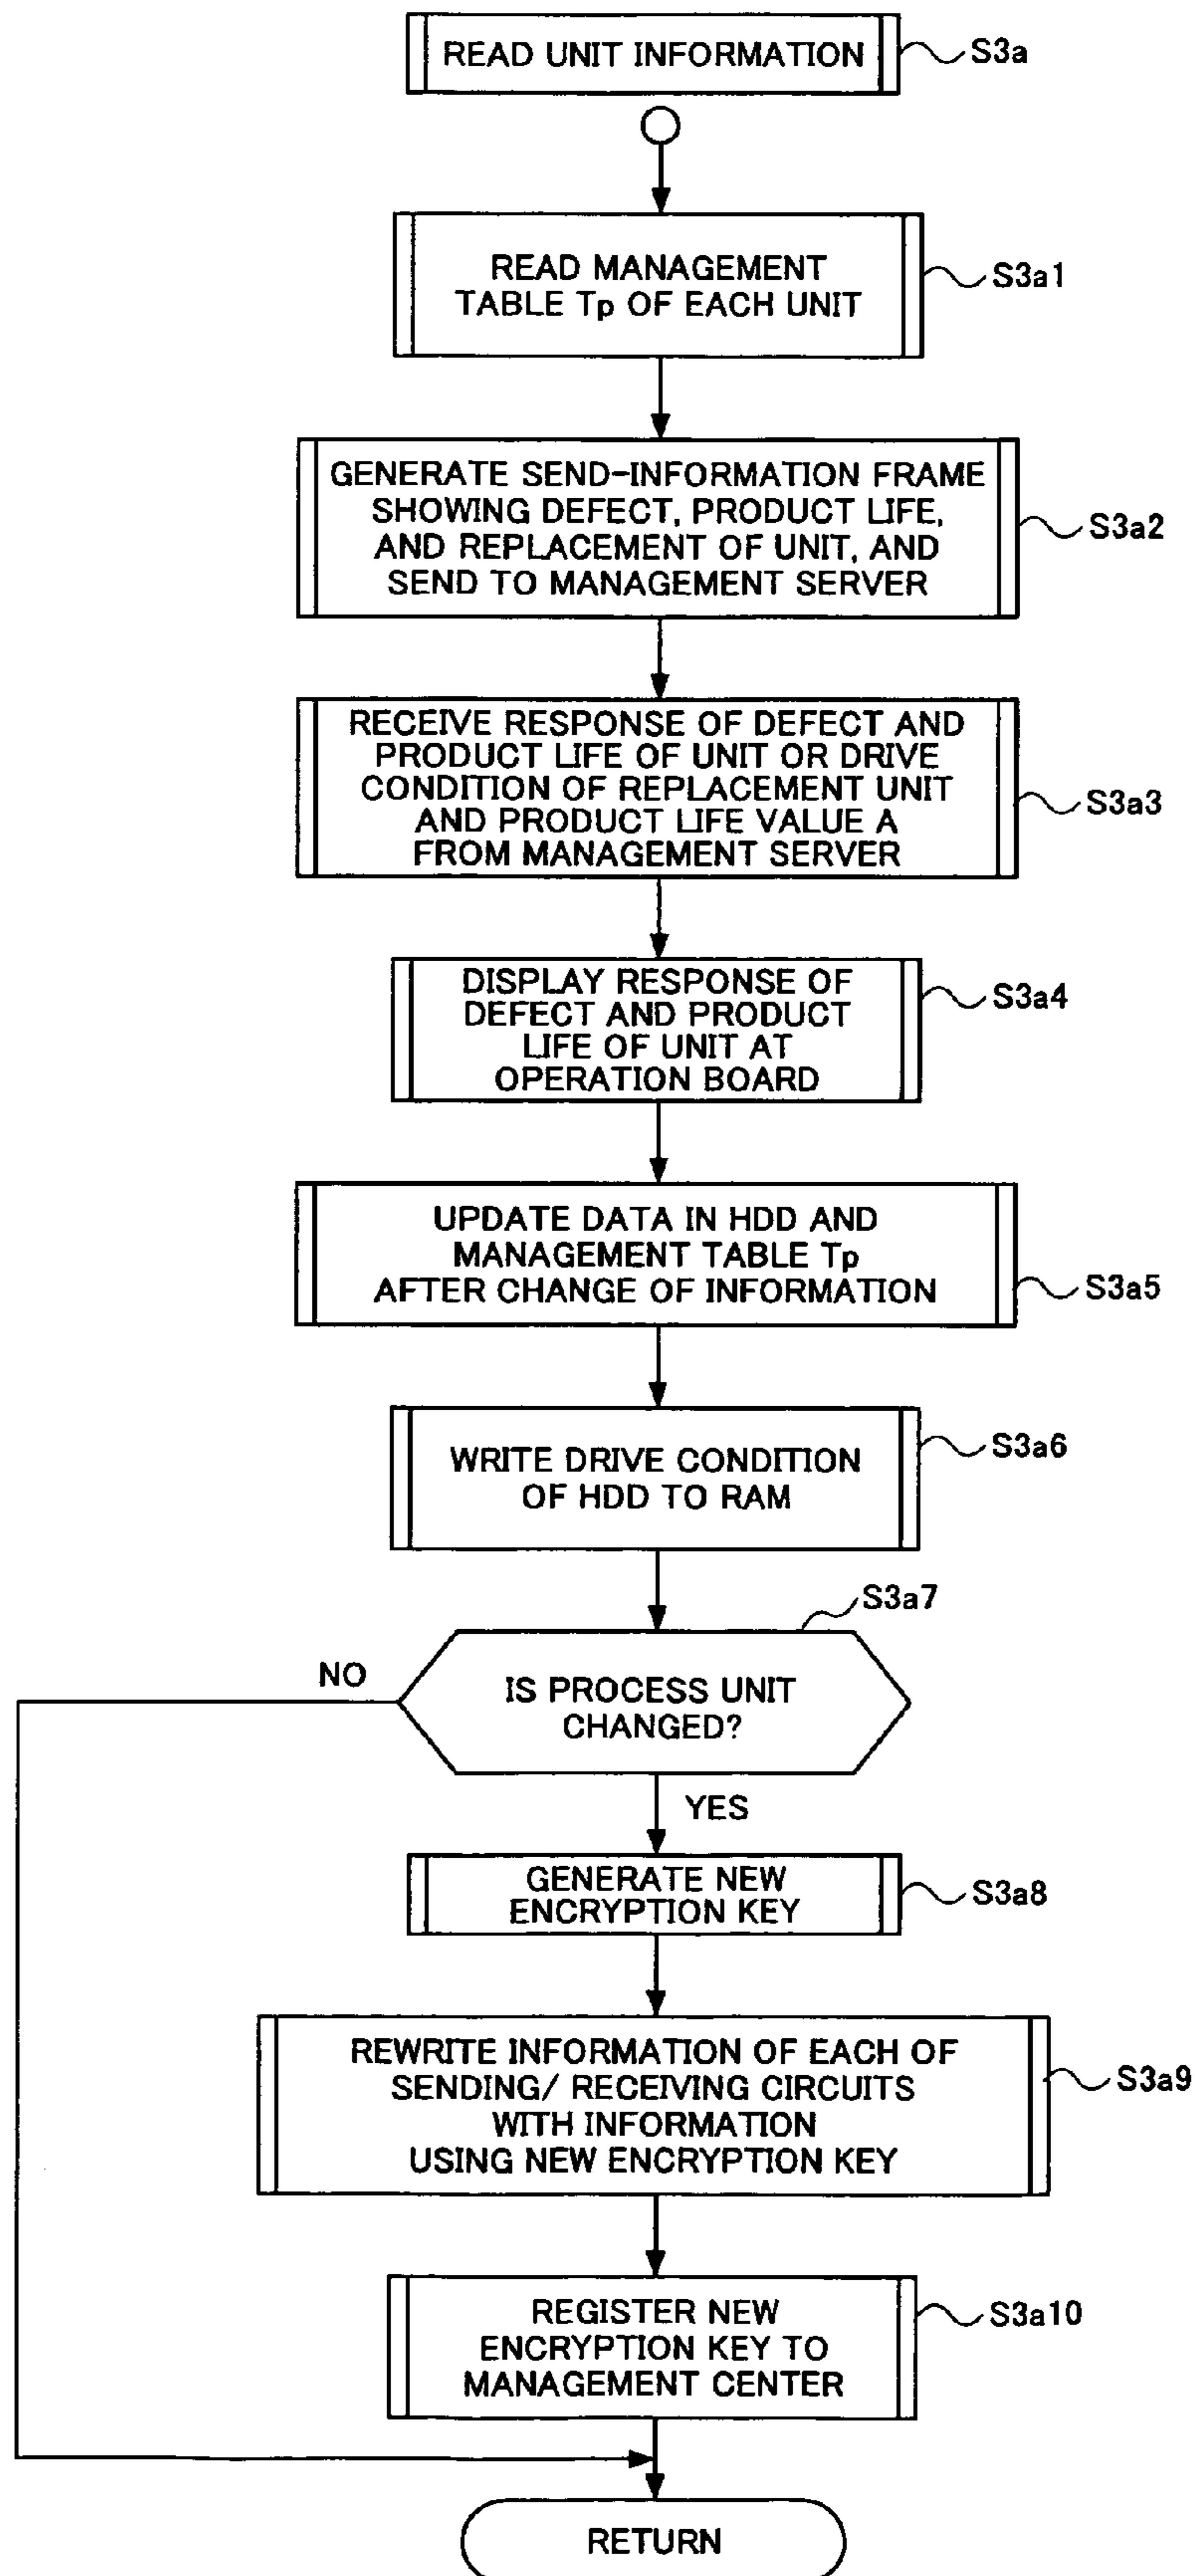 READ UNIT INFORMATION
S3a
READ MANAGEMENT
TABLE Tp OF EACH UNIT
S3a1
GENERATE SEND-INFORMATION FRAME
SHOWING DEFECT, PRODUCT LIFE,
AND REPLACEMENT OF UNIT, AND
SEND TO MANAGEMENT SERVER
S3a2
RECEIVE RESPONSE OF DEFECT AND
PRODUCT LIFE OF UNIT OR DRIVE
CONDITION OF REPLACEMENT UNIT
AND PRODUCT LIFE VALUE A
FROM MANAGEMENT SERVER
S3a3
DISPLAY RESPONSE OF
DEFECT AND PRODUCT
LIFE OF UNIT AT
OPERATION BOARD
S3a4
UPDATE DATA IN HDD AND
MANAGEMENT TABLE Tp
AFTER CHANGE OF INFORMATION
S3a5
WRITE DRIVE CONDITION
OF HDD TO RAM
S3a6
S3a7
NO
IS PROCESS UNIT
CHANGED?
YES
GENERATE NEW
ENCRYPTION KEY
S3a8
REWRITE INFORMATION OF EACH OF
SENDING/ RECEIVING CIRCUITS
WITH INFORMATION
USING NEW ENCRYPTION KEY
S3a9
REGISTER NEW
ENCRYPTION KEY TO
MANAGEMENT CENTER
S3a10
RETURN